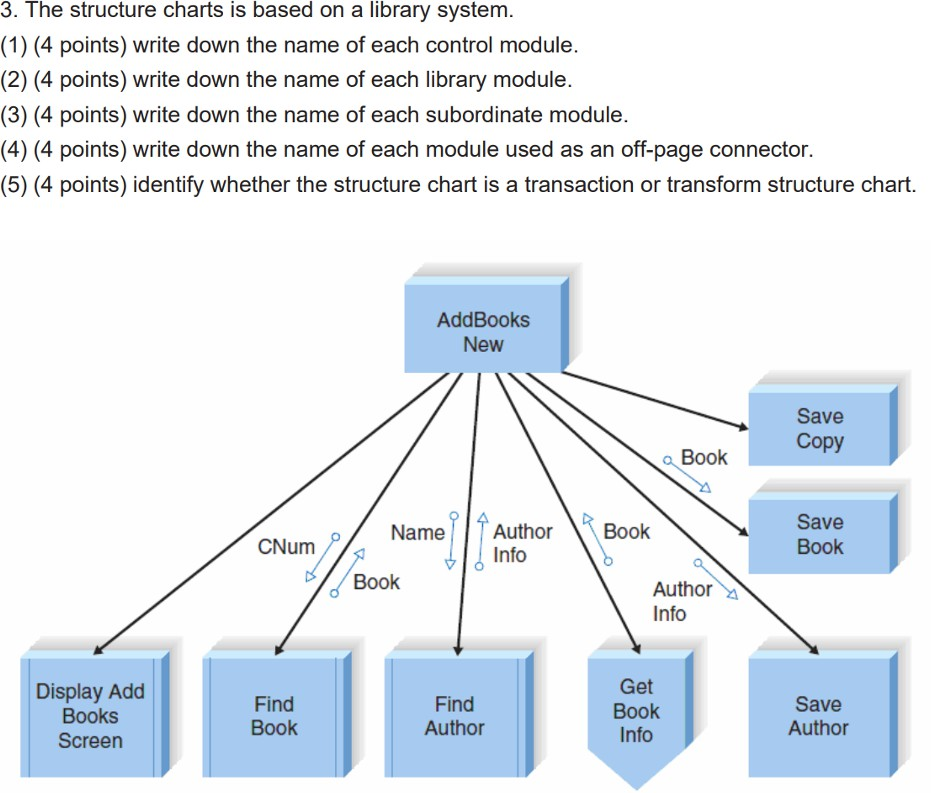 3. The structure charts is based on a library system.
(1) (4 points) write down the name of each control module.
(2) (4 points) write down the name of each library module.
(3) (4 points) write down the name of each subordinate module.
(4) (4 points) write down the name of each module used as an off-page connector.
(5) (4 points) identify whether the structure chart is a transaction or transform structure chart.
AddBooks
New
Save
Copy
Book
Save
Book
CNum
Book
Name
Author
Info
Book
Author
Info
Display Add
Books
Screen
Find
Book
Find
Author
Get
Book
Info
Save
Author